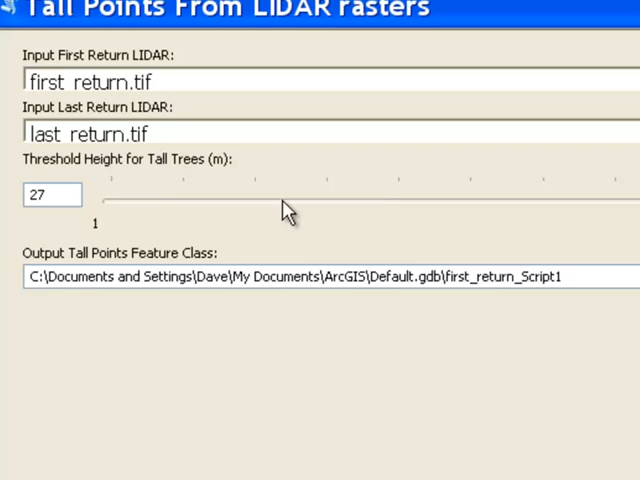 Tall Points From LIDAR rasters
Input First Return LIDAR:
first_return.tif
Input Last Return LIDAR:
last_return.tif
Threshold Height for Tall Trees (m):
27
1
Output Tall Points Feature Class:
C:\Documents and Settings\Dave\My Documents\ArcGIS\Default.gdb\first_return_Script1